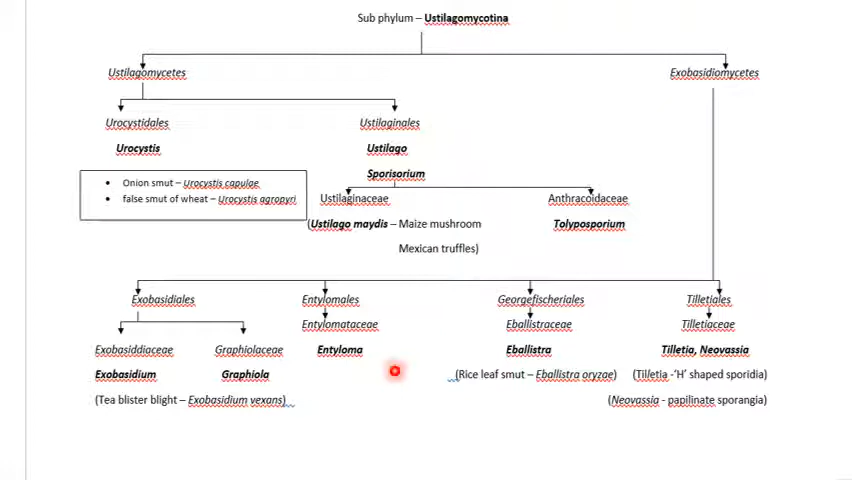 Sub phylum – Ustilagomycotina
Ustilagomycetes Exobasidiomycetes
Urocystidales Ustilaginales
Urocystis Ustilago
Sporisorium
• Onion smut – Urocystis capulae
• false smut of wheat – Urocystis agropyri
Ustilaginaceae Anthracoidaceae
(Ustilago maydis – Maize mushroom Tolyposporium
Mexican truffles)
Exobasidiales Entylomales Georgefischeriales Tilletiales
Entylomataceae Eballistraceae Tilletiaceae
Exobasiddiaceae Graphiolaceae Entyloma Eballistra Tilletia, Neovassia
Exobasidium Graphiola (Rice leaf smut – Eballistra oryzae) (Tilletia -'H' shaped sporidia)
(Tea blister blight – Exobasidium vexans) (Neovassia - papilinate sporangia)